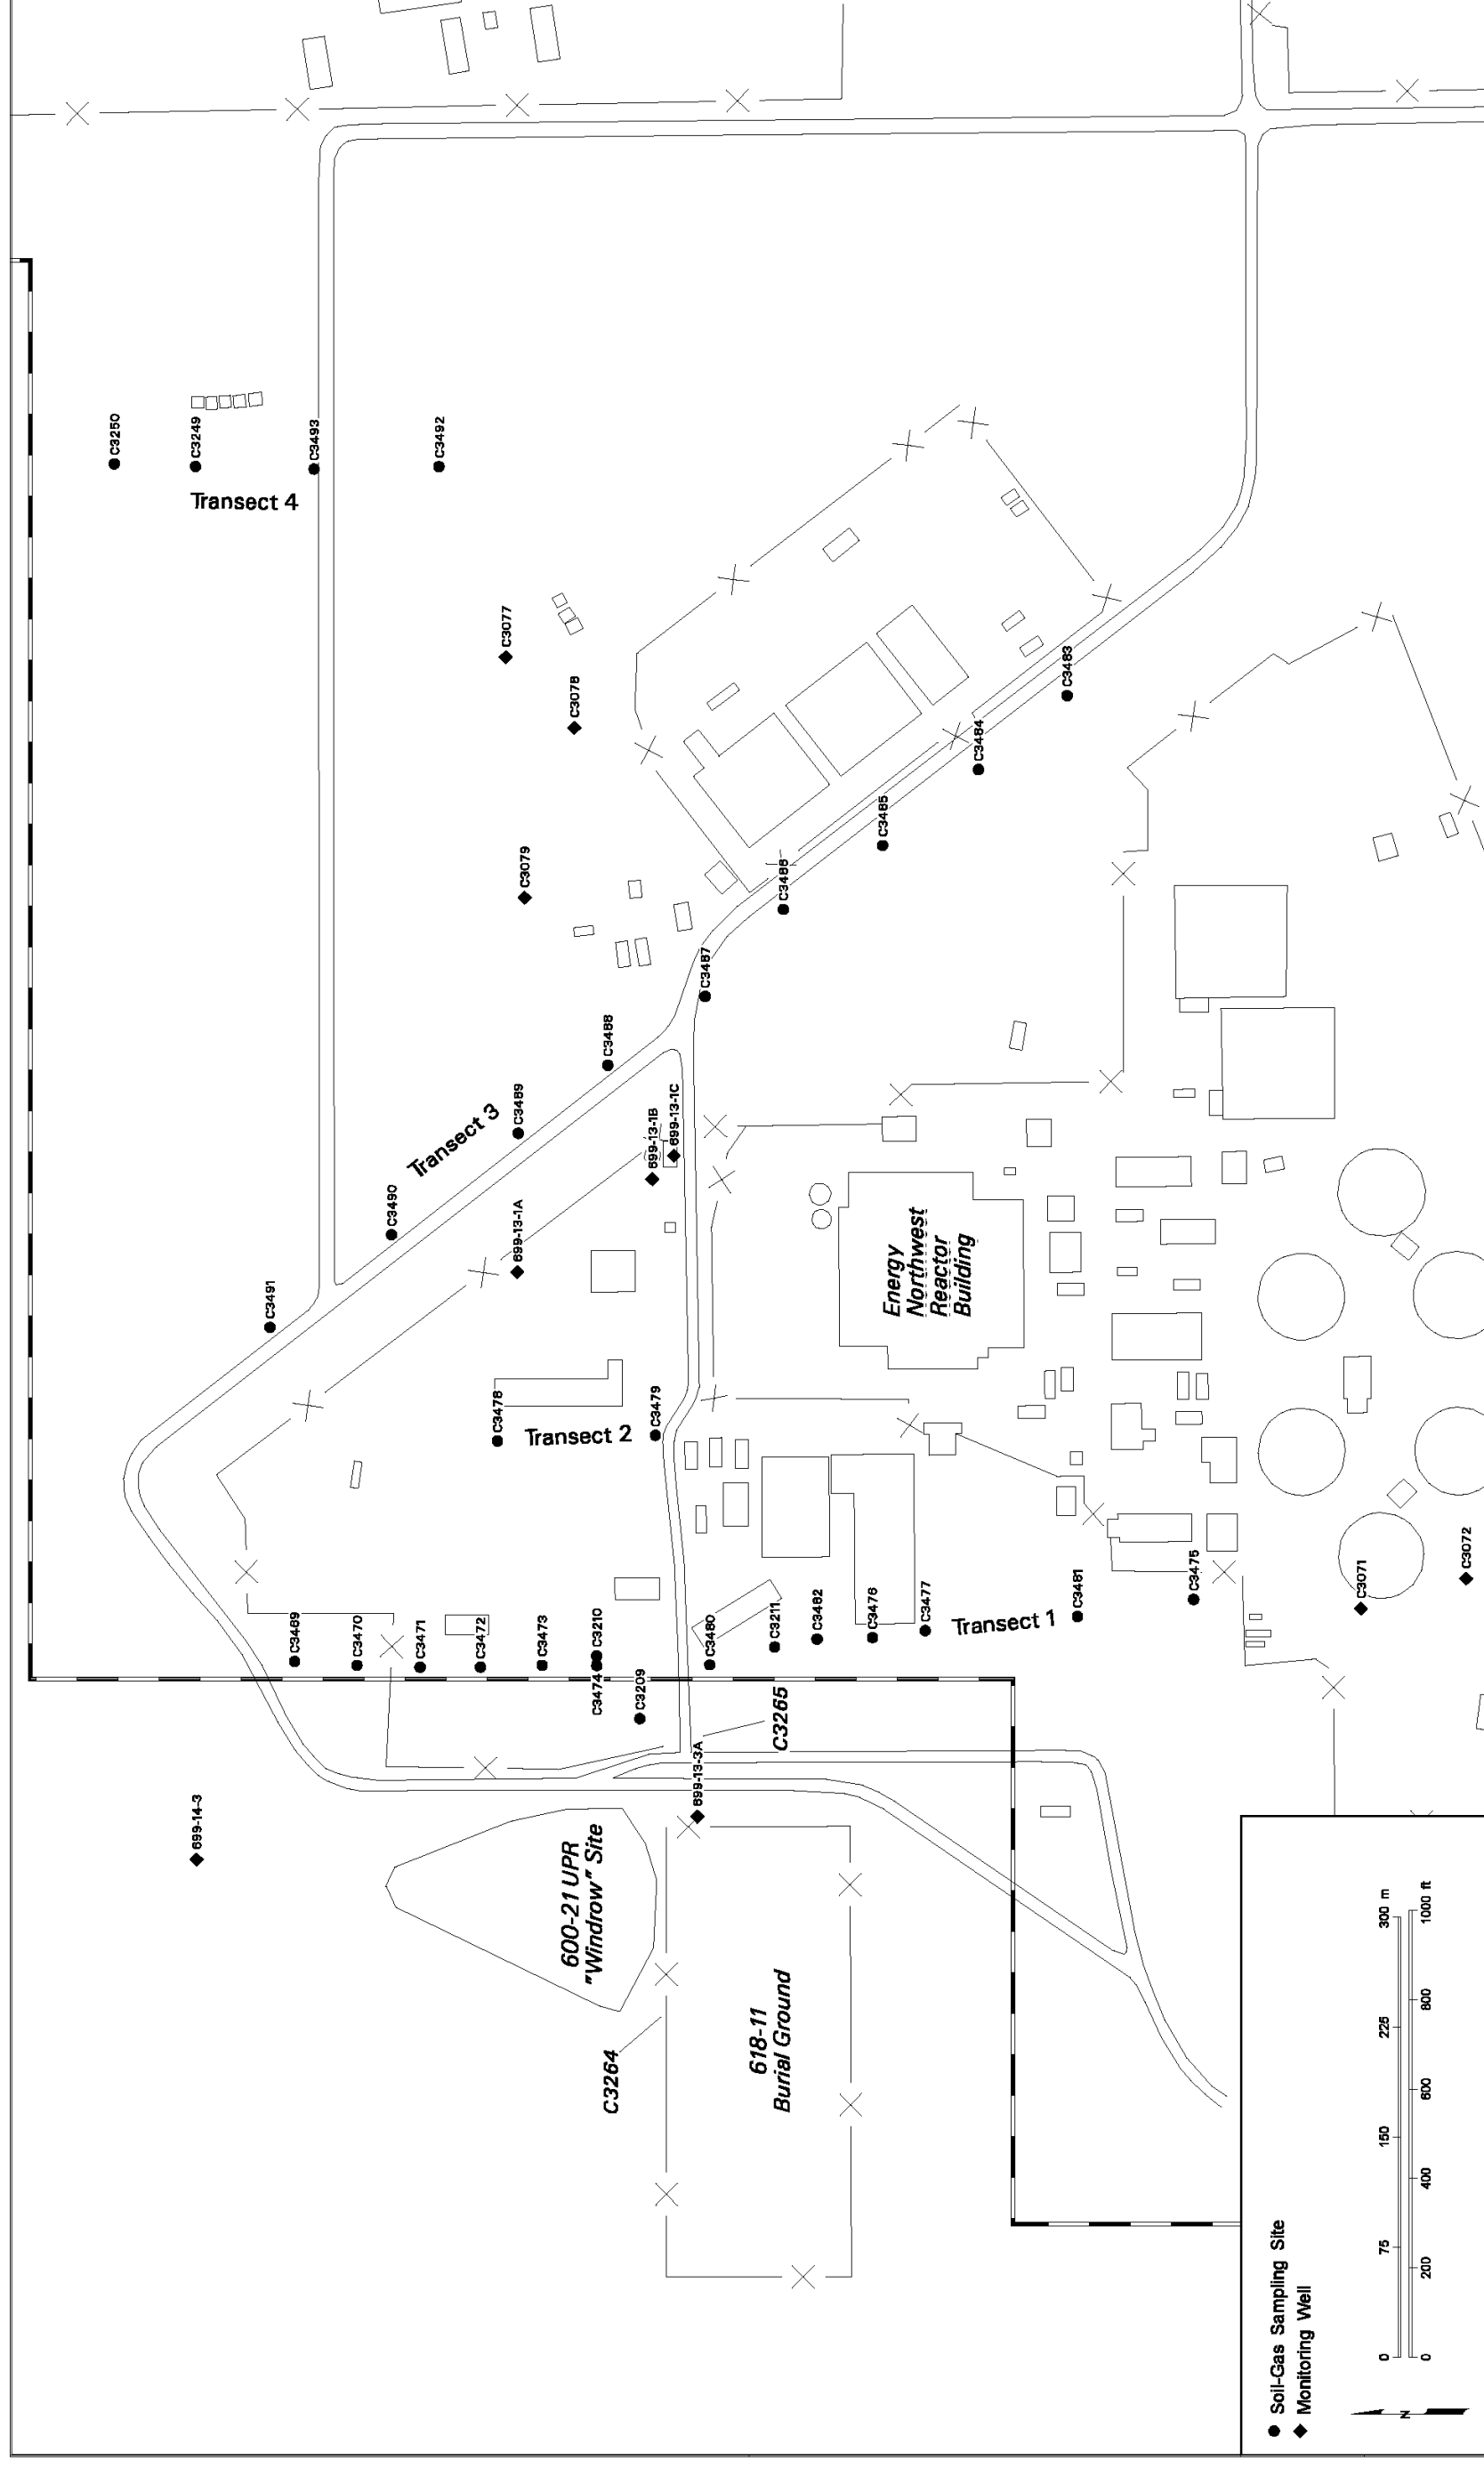 C3250
C3249
C3493
C3492
Transect 4
C3077
C3078
C3079
C3483
C3484
C3485
C3486
C3487
C3488
C3489
Transect 3
C3490
C3491
699-13-1B
699-13-1C
699-13-1A
Energy
Northwest
Reactor
Building
C3478
Transect 2
C3479
C3469
C3470
C3471
C3472
C3473
C3210
C3474
C3209
C3480
C3211
C3482
C3476
C3477
Transect 1
C3481
C3475
C3071
C3072
C3265
699-13-3A
699-14-3
600-21 UPR
"Windrow" Site
C3264
618-11
Burial Ground
Soil-Gas Sampling Site
Monitoring Well
0 75 150 225 300 m
0 200 400 600 800 1000 ft
N